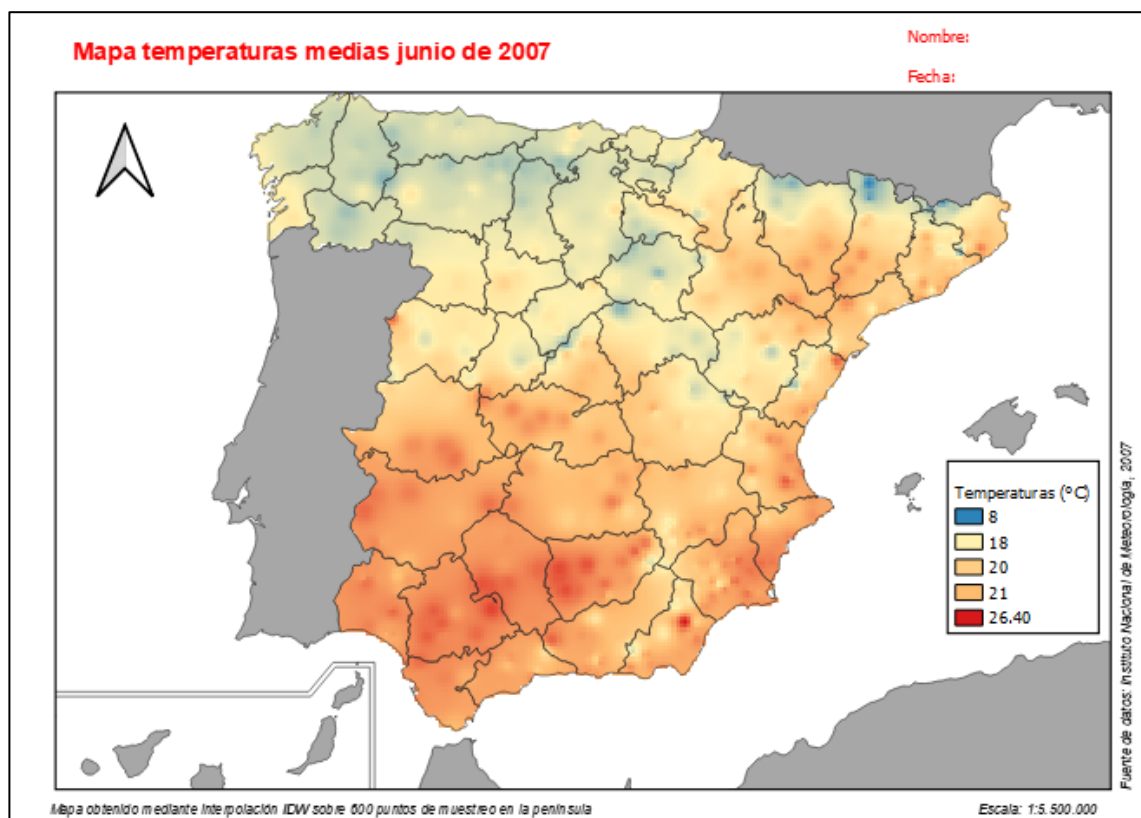 Mapa temperaturas medias junio de 2007
Nombre:
Fecha:
Temperaturas (ºC)
8
18
20
21
26.40
Fuente de datos: Instituto Nacional de Meteorología, 2007
Mapa obtenido mediante interpolación IDW sobre 600 puntos de muestreo en la península
Escala: 1:5.500.000